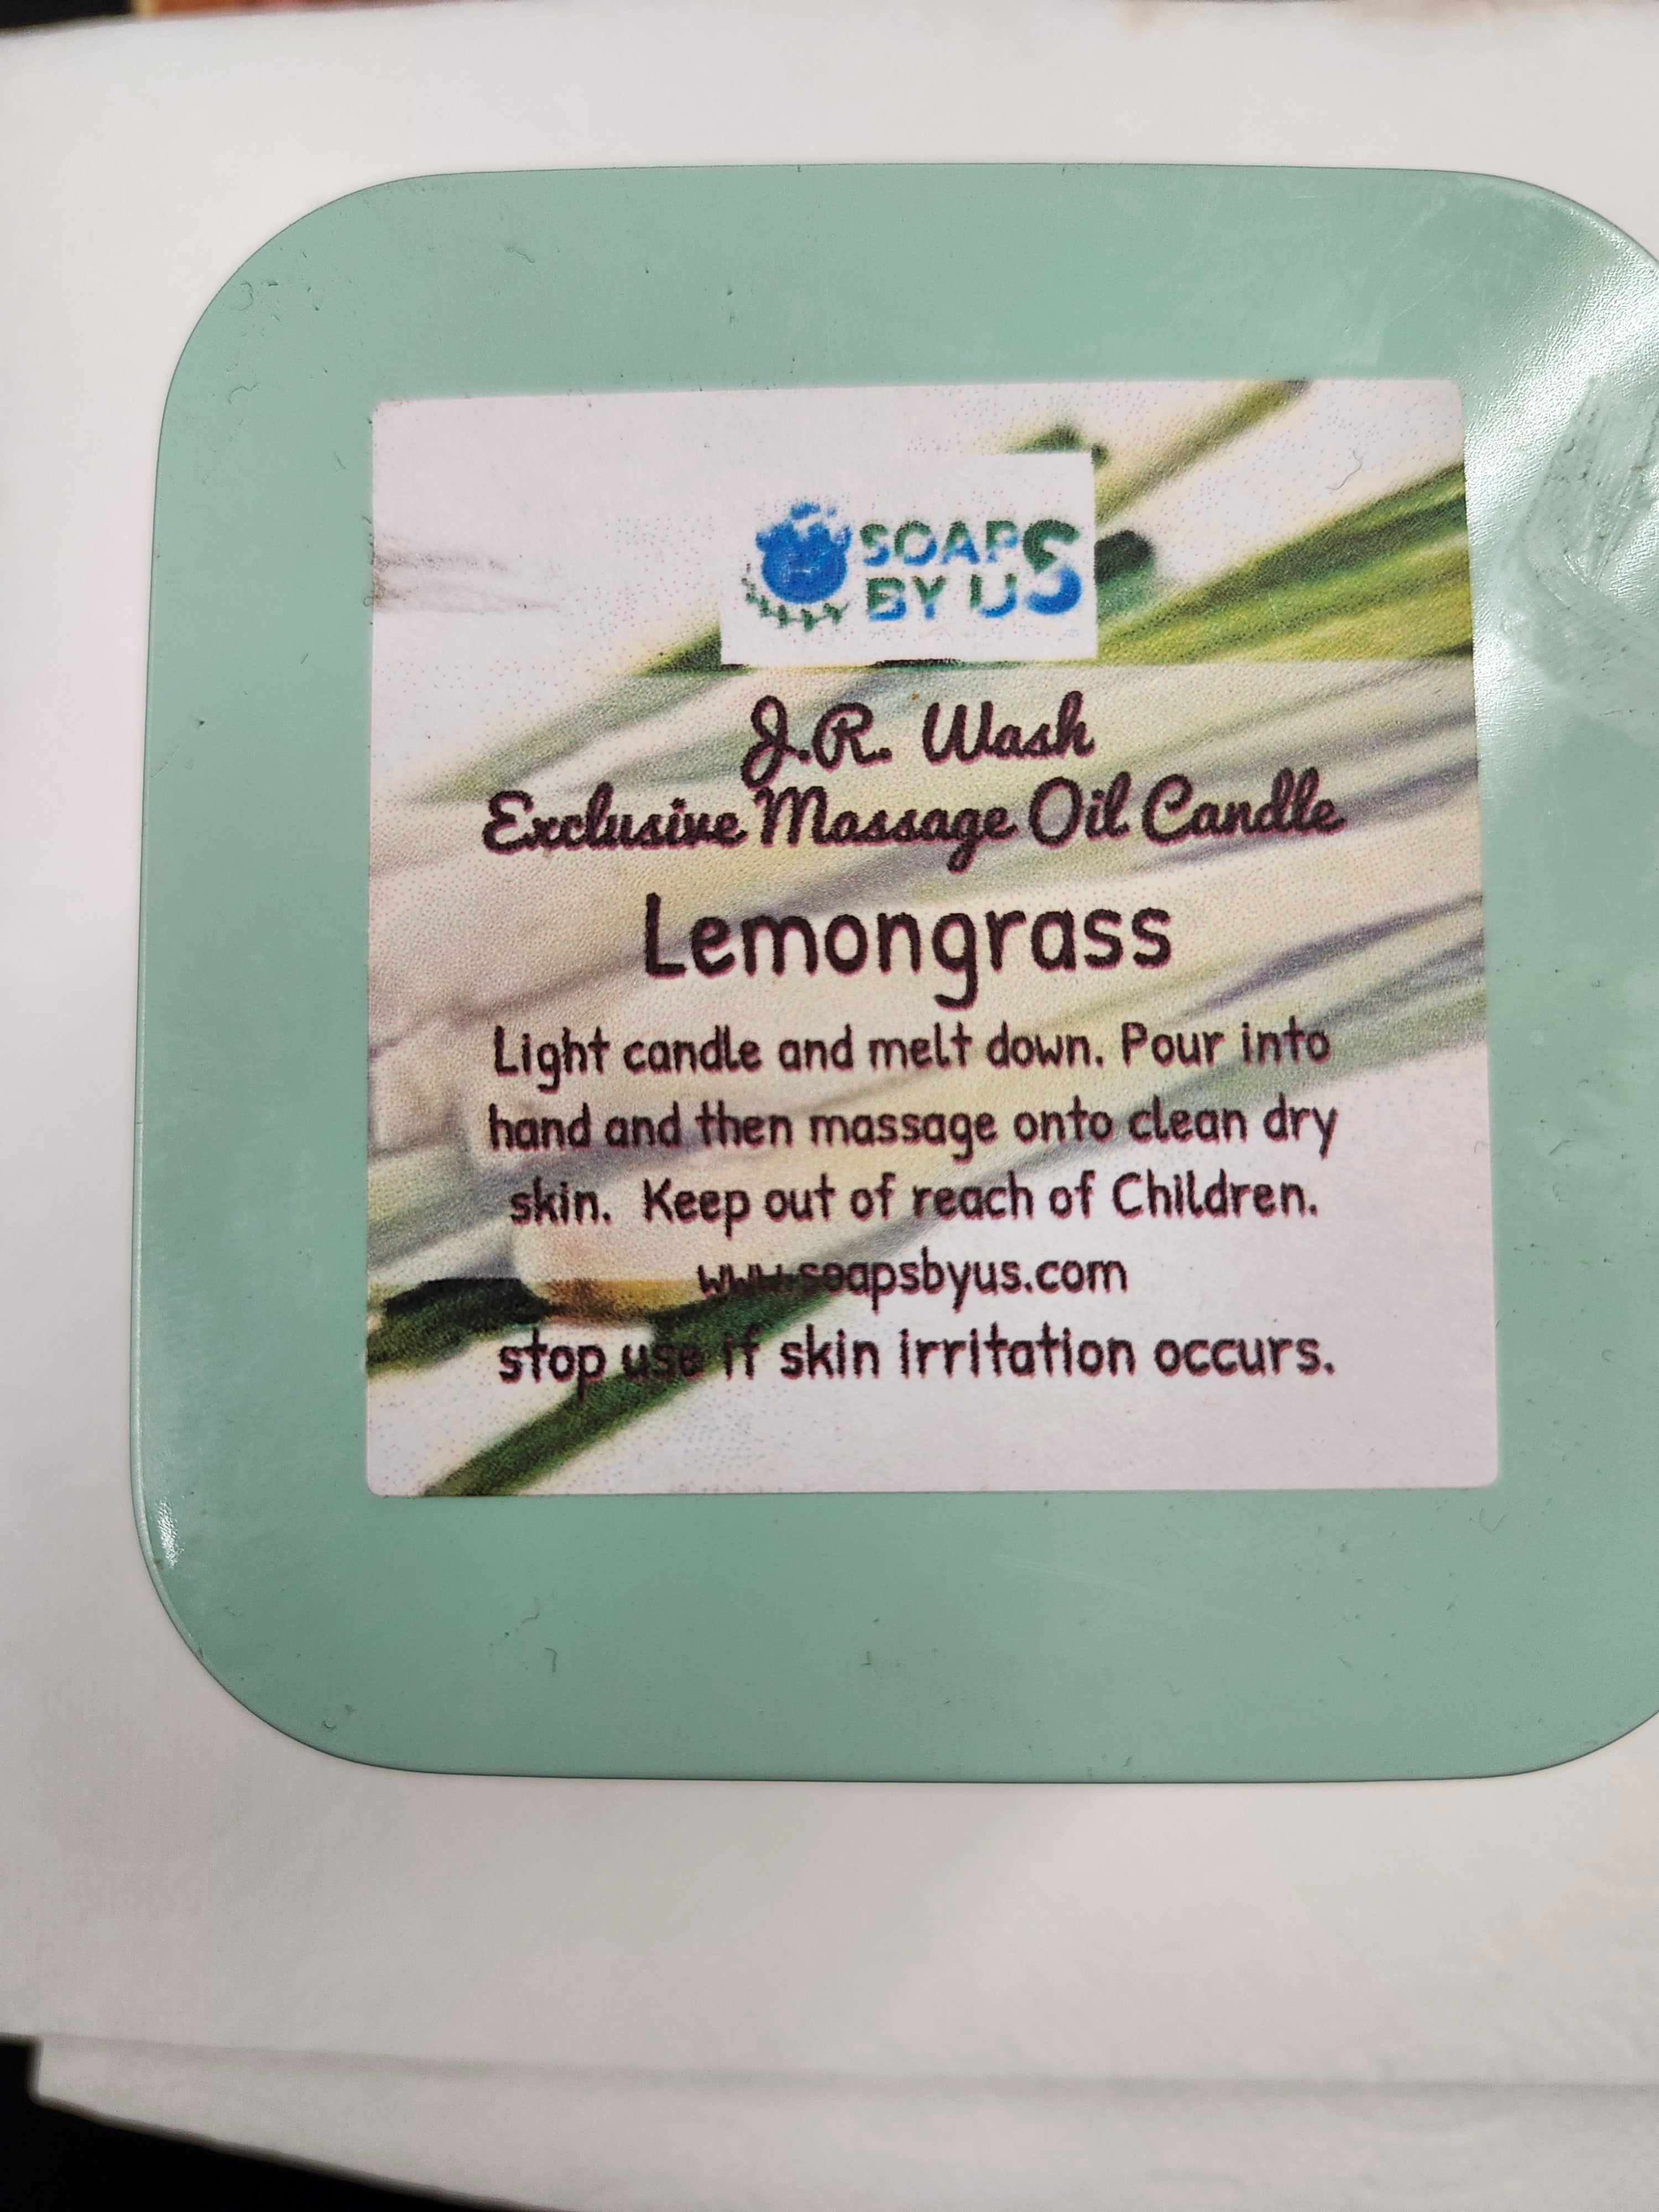 SOAPS
BY US
J.R. Wash
Exclusive Massage Oil Candle
Lemongrass
Light candle and melt down. Pour into
hand and then massage onto clean dry
skin. Keep out of reach of Children.
www.soapsbyus.com
stop use if skin irritation occurs.